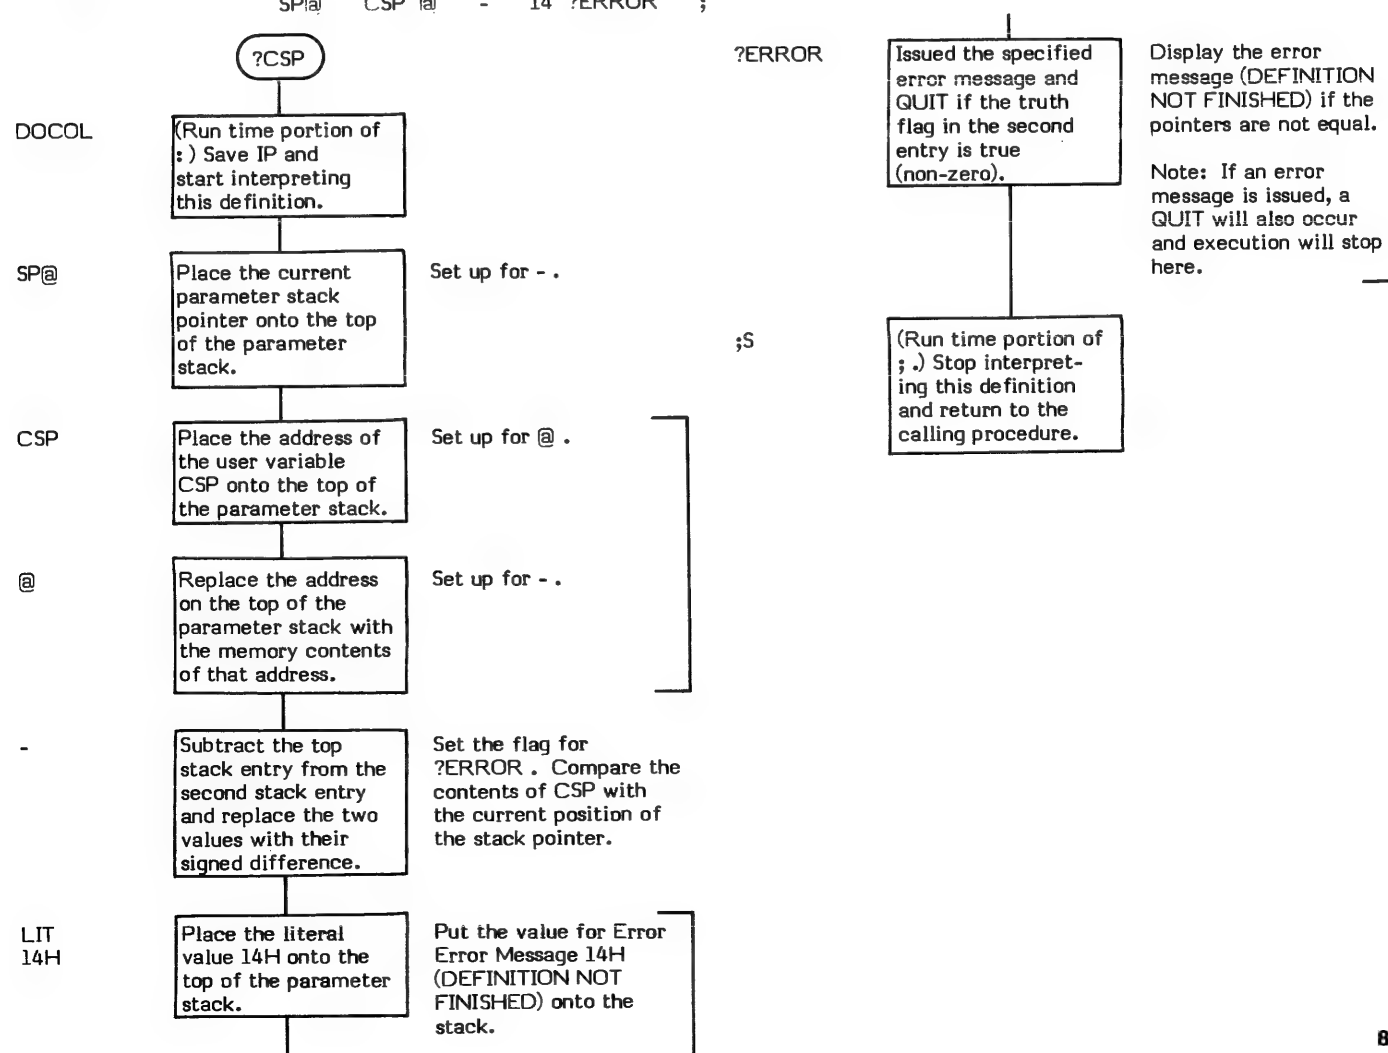 SP@ CSP @ - 14 ?ERROR ;
?CSP
DOCOL
(Run time portion of
: ) Save IP and
start interpreting
this definition.
SP@
Place the current
parameter stack
pointer onto the top
of the parameter
stack.
Set up for - .
CSP
Place the address of
the user variable
CSP onto the top of
the parameter stack.
Set up for @ .
@
Replace the address
on the top of the
parameter stack with
the memory contents
of that address.
Set up for - .
-
Subtract the top
stack entry from the
second stack entry
and replace the two
values with their
signed difference.
Set the flag for
?ERROR . Compare the
contents of CSP with
the current position of
the stack pointer.
LIT
14H
Place the literal
value 14H onto the
top of the parameter
stack.
Put the value for Error
Error Message 14H
(DEFINITION NOT
FINISHED) onto the
stack.
?ERROR
Issued the specified
error message and
QUIT if the truth
flag in the second
entry is true
(non-zero).
Display the error
message (DEFINITION
NOT FINISHED) if the
pointers are not equal.
Note: If an error
message is issued, a
QUIT will also occur
and execution will stop
here.
;S
(Run time portion of
; .) Stop interpret-
ing this definition
and return to the
calling procedure.
8